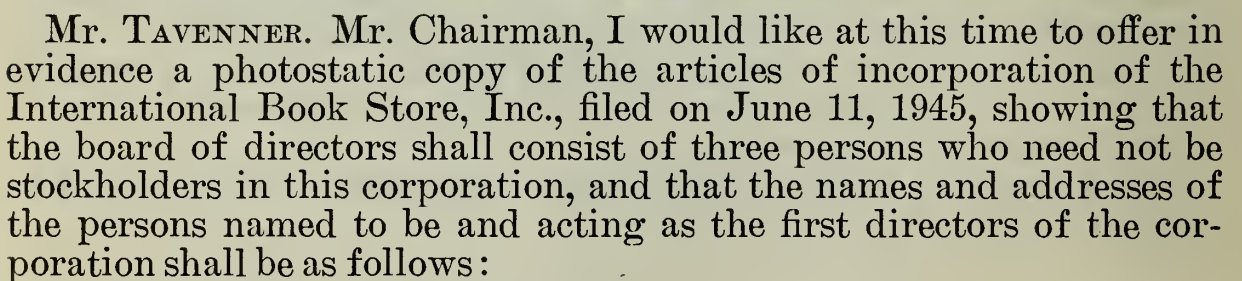 Mr. TAVENNER. Mr. Chairman, I would like at this time to offer in
evidence a photostatic copy of the articles of incorporation of the
International Book Store, Inc., filed on June 11, 1945, showing that
the board of directors shall consist of three persons who need not be
stockholders in this corporation, and that the names and addresses of
the persons named to be and acting as the first directors of the cor-
poration shall be as follows: